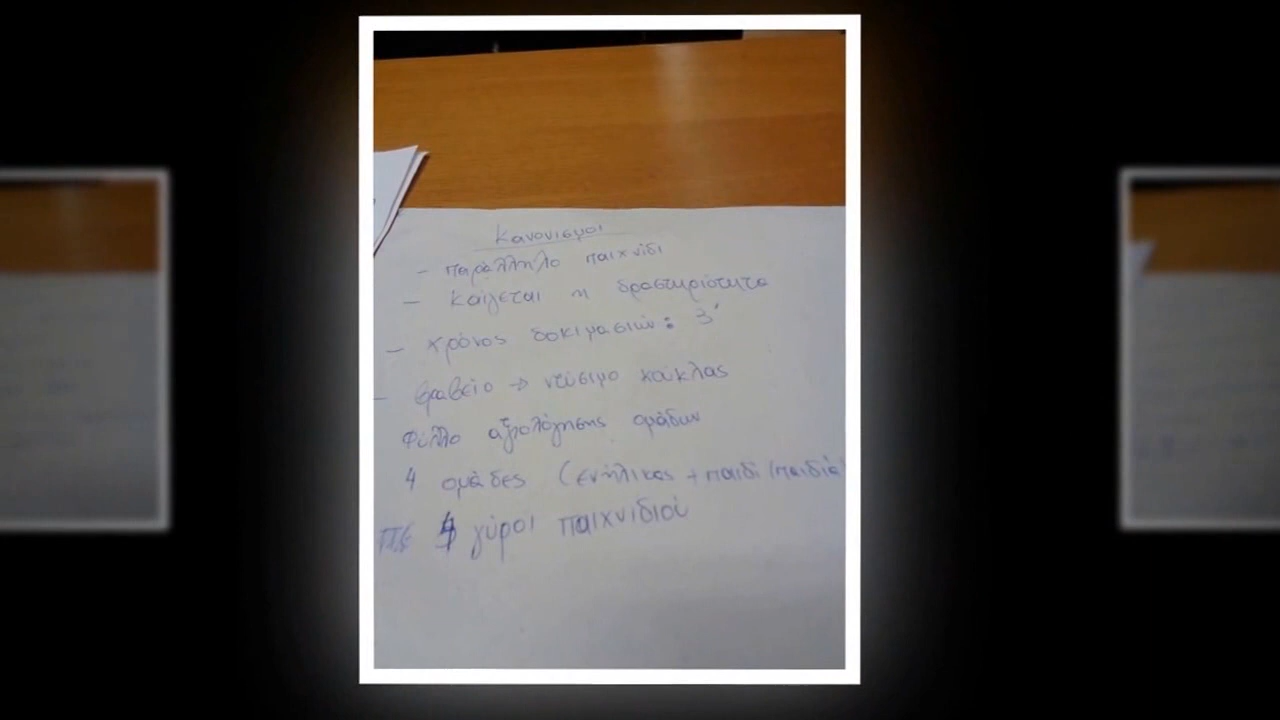 Κανονισμοί
- παράλληλο παιχνίδι
- Καίγεται η δραστηριότητα
- χρόνος δοκιμασιών: 3'
- βραβείο → ντύσιμο κούκλας
Φύλλο αξιολόγησης ομάδων
4 ομάδες (ενήλικας + παιδί/παιδιά
4 γύροι παιχνιδιού